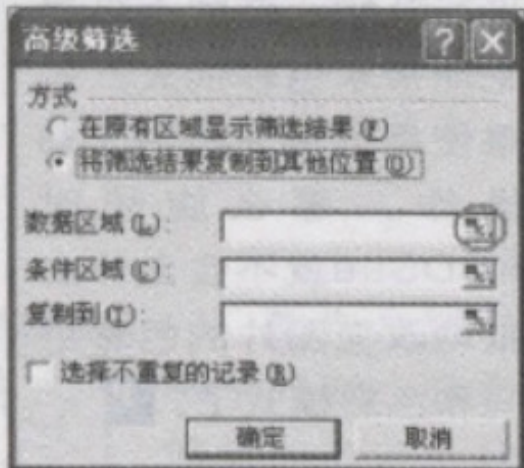 高级筛选
方式
在原有区域显示筛选结果(F)
将筛选结果复制到其他位置(O)
数据区域(L):
条件区域(C):
复制到(T):
选择不重复的记录(R)
确定 取消